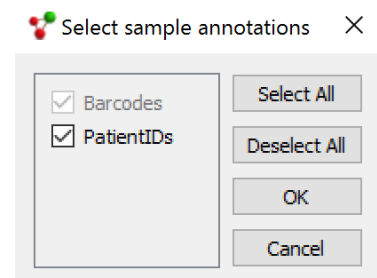 Select sample annotations
Barcodes
PatientIDs
Select All
Deselect All
OK
Cancel